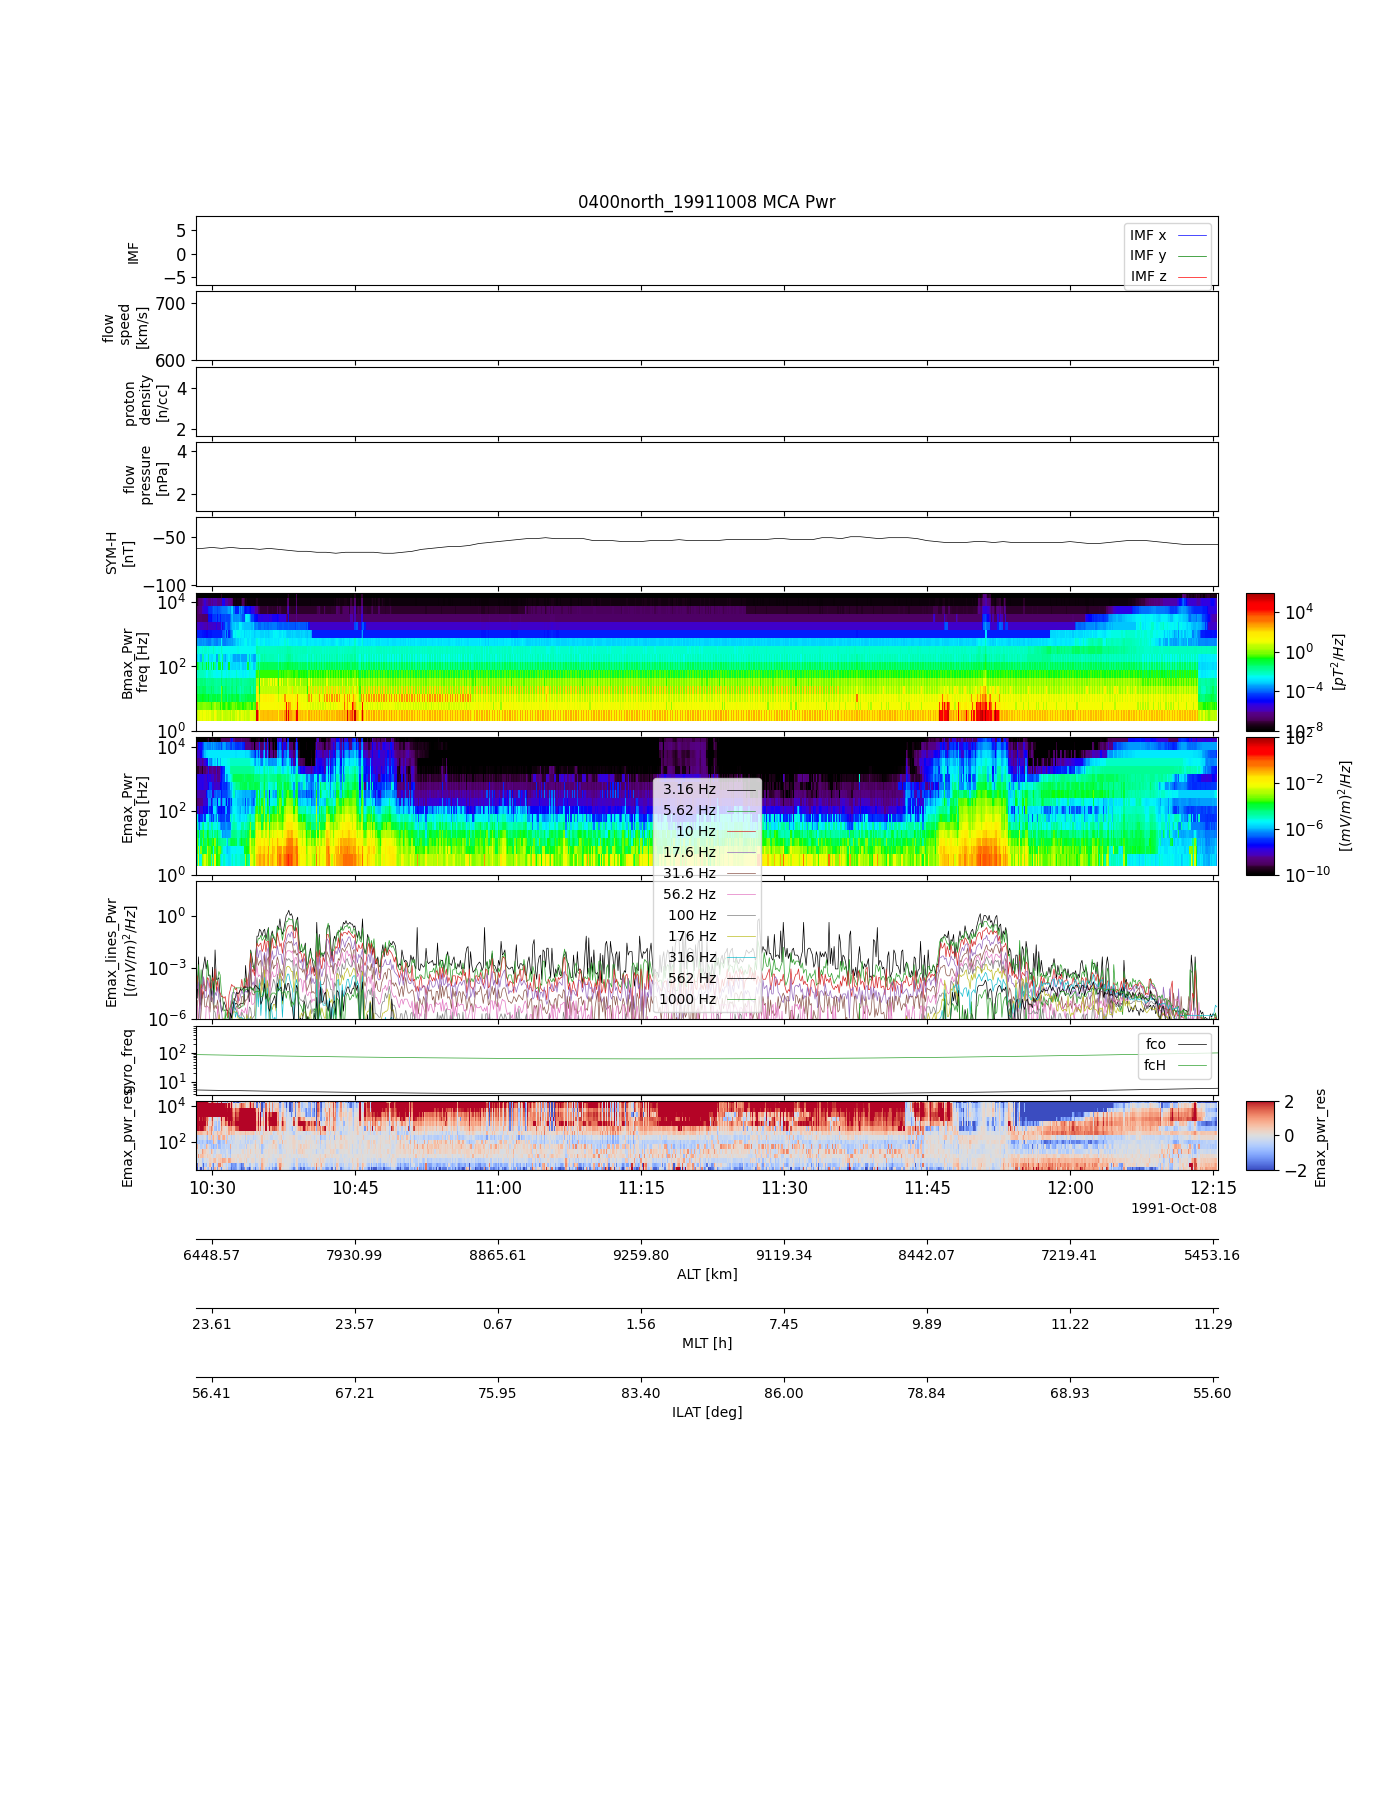 0400north_19911008 MCA Pwr
IMF
5
0
−5
IMF x
IMF y
IMF z
flow
speed
[km/s]
700
600
proton
density
[n/cc]
4
2
flow
pressure
[nPa]
4
2
SYM-H
[nT]
−50
−100
Bmax_Pwr
freq [Hz]
10^4
10^2
10^0
10^4
10^0
10^−4
10^−8
[pT^2/Hz]
Emax_Pwr
freq [Hz]
10^4
10^2
10^0
10^2
10^−2
10^−6
10^−10
[(mV/m)^2/Hz]
3.16 Hz
5.62 Hz
10 Hz
17.6 Hz
31.6 Hz
56.2 Hz
100 Hz
176 Hz
316 Hz
562 Hz
1000 Hz
Emax_lines_Pwr
[(mV/m)^2/Hz]
10^0
10^−3
10^−6
gyro_freq
10^2
10^1
fco
fcH
Emax_pwr_res
10^4
10^2
2
0
−2
Emax_pwr_res
10:30 10:45 11:00 11:15 11:30 11:45 12:00 12:15
1991-Oct-08
6448.57 7930.99 8865.61 9259.80 9119.34 8442.07 7219.41 5453.16
ALT [km]
23.61 23.57 0.67 1.56 7.45 9.89 11.22 11.29
MLT [h]
56.41 67.21 75.95 83.40 86.00 78.84 68.93 55.60
ILAT [deg]